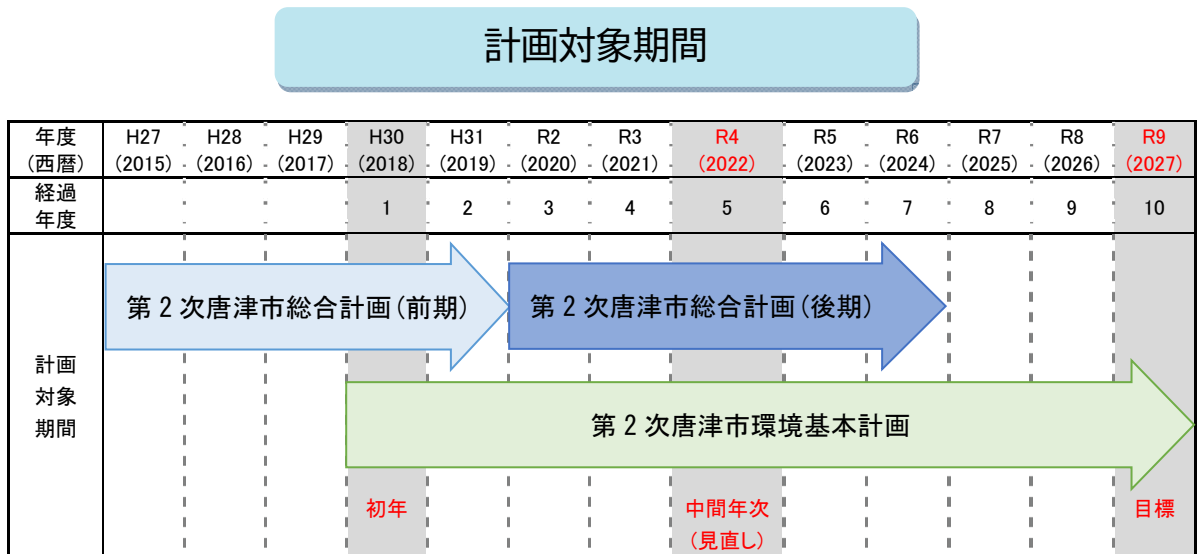 計画対象期間
年度 H27 H28 H29 H30 H31 R2 R3 R4 R5 R6 R7 R8 R9
(西暦) (2015) (2016) (2017) (2018) (2019) (2020) (2021) (2022) (2023) (2024) (2025) (2026) (2027)
経過
年度 1 2 3 4 5 6 7 8 9 10
第2次唐津市総合計画(前期) 第2次唐津市総合計画(後期)
計画
対象
期間
第2次唐津市環境基本計画
初年 中間年次 目標
(見直し)